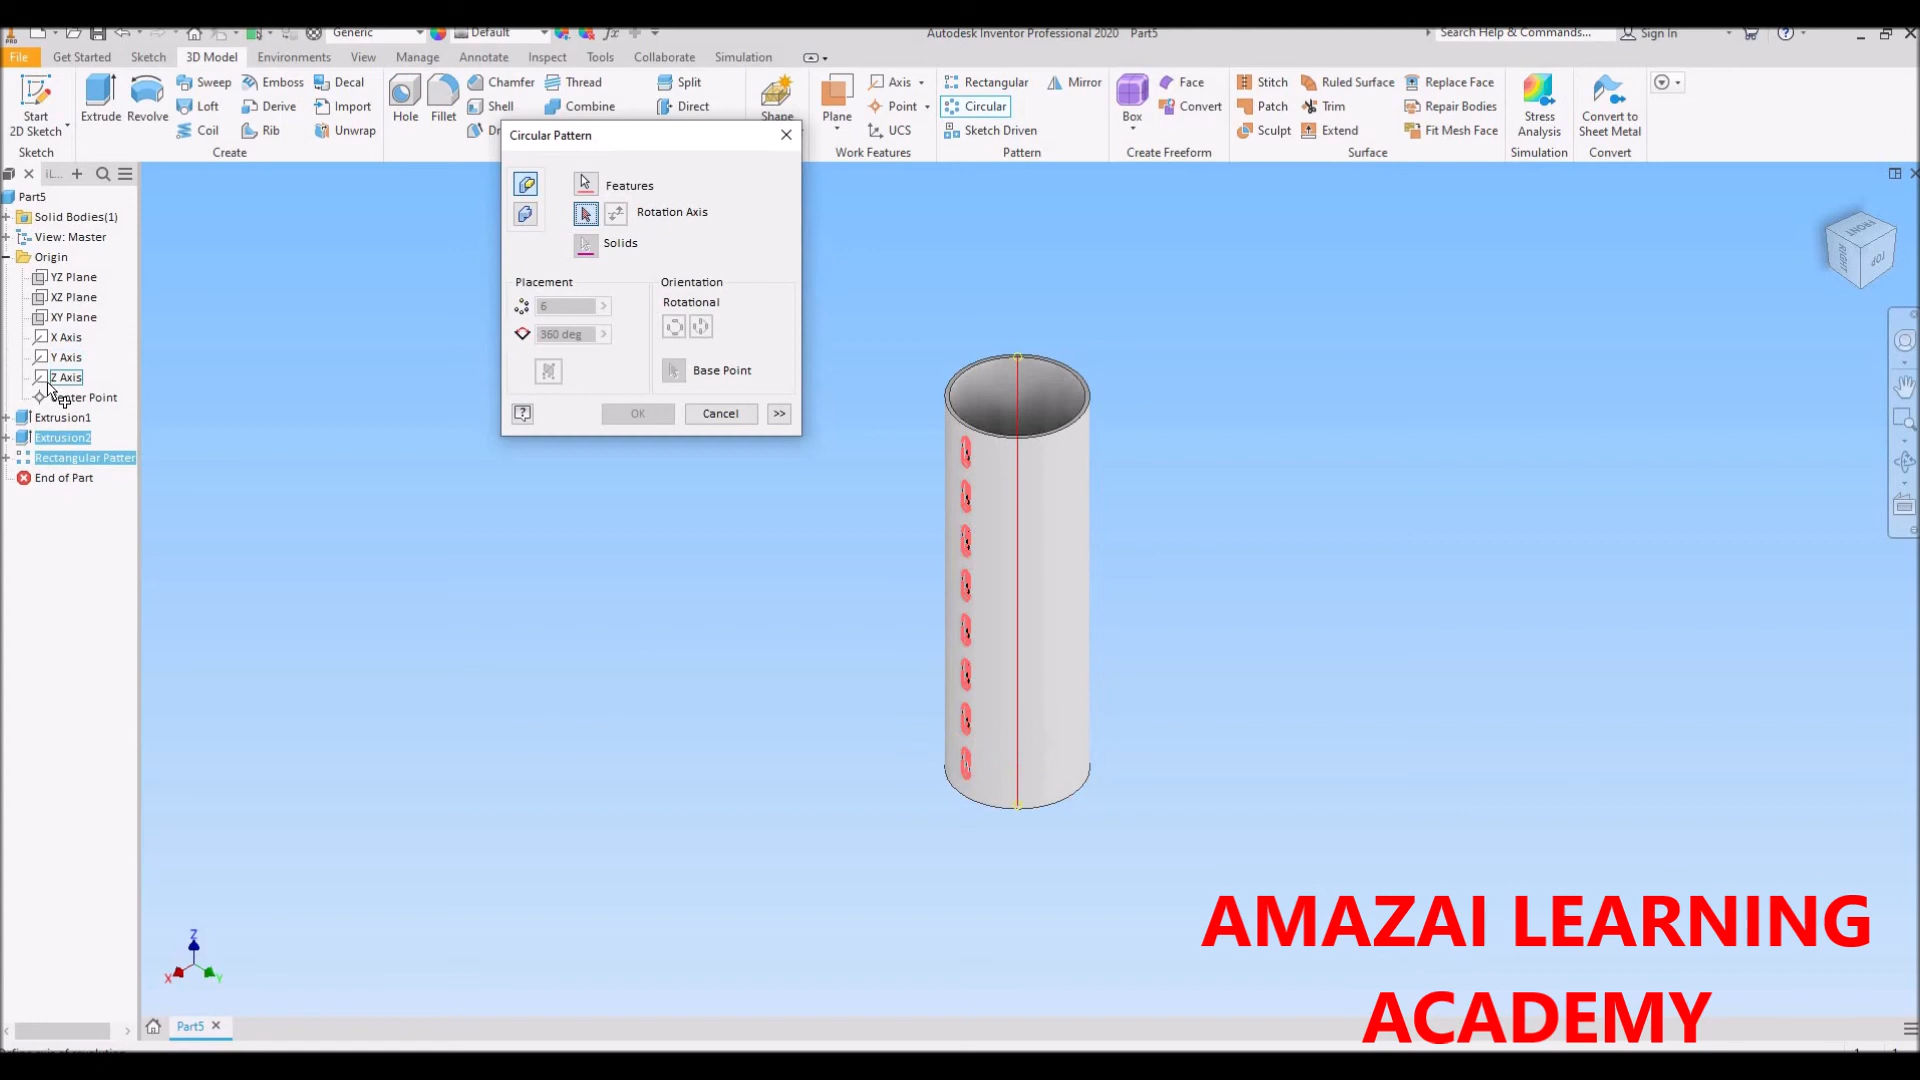 Generic
Default
Autodesk Inventor Professional 2020 Part5
Search Help & Commands...
Sign In
File
Get Started
Sketch
3D Model
Environments
View
Manage
Annotate
Inspect
Tools
Collaborate
Simulation
Start
2D Sketch
Extrude
Revolve
Sweep
Emboss
Decal
Loft
Derive
Import
Coil
Rib
Unwrap
Hole
Fillet
Chamfer
Thread
Split
Shell
Combine
Direct
Shape
Plane
Axis
Point
UCS
Rectangular
Mirror
Circular
Sketch Driven
Box
Face
Convert
Stitch
Ruled Surface
Replace Face
Patch
Trim
Repair Bodies
Sculpt
Extend
Fit Mesh Face
Stress
Analysis
Convert to
Sheet Metal
Sketch
Create
Work Features
Pattern
Create Freeform
Surface
Simulation
Convert
Part5
Solid Bodies(1)
View: Master
Origin
YZ Plane
XZ Plane
XY Plane
X Axis
Y Axis
Z Axis
Point
Extrusion1
Extrusion2
Rectangular Patter
End of Part
Circular Pattern
Features
Rotation Axis
Solids
Placement
6
360 deg
Orientation
Rotational
Base Point
OK
Cancel
>>
FRONT
RIGHT
TOP
Z
X
Y
Part5
AMAZAI LEARNING
ACADEMY